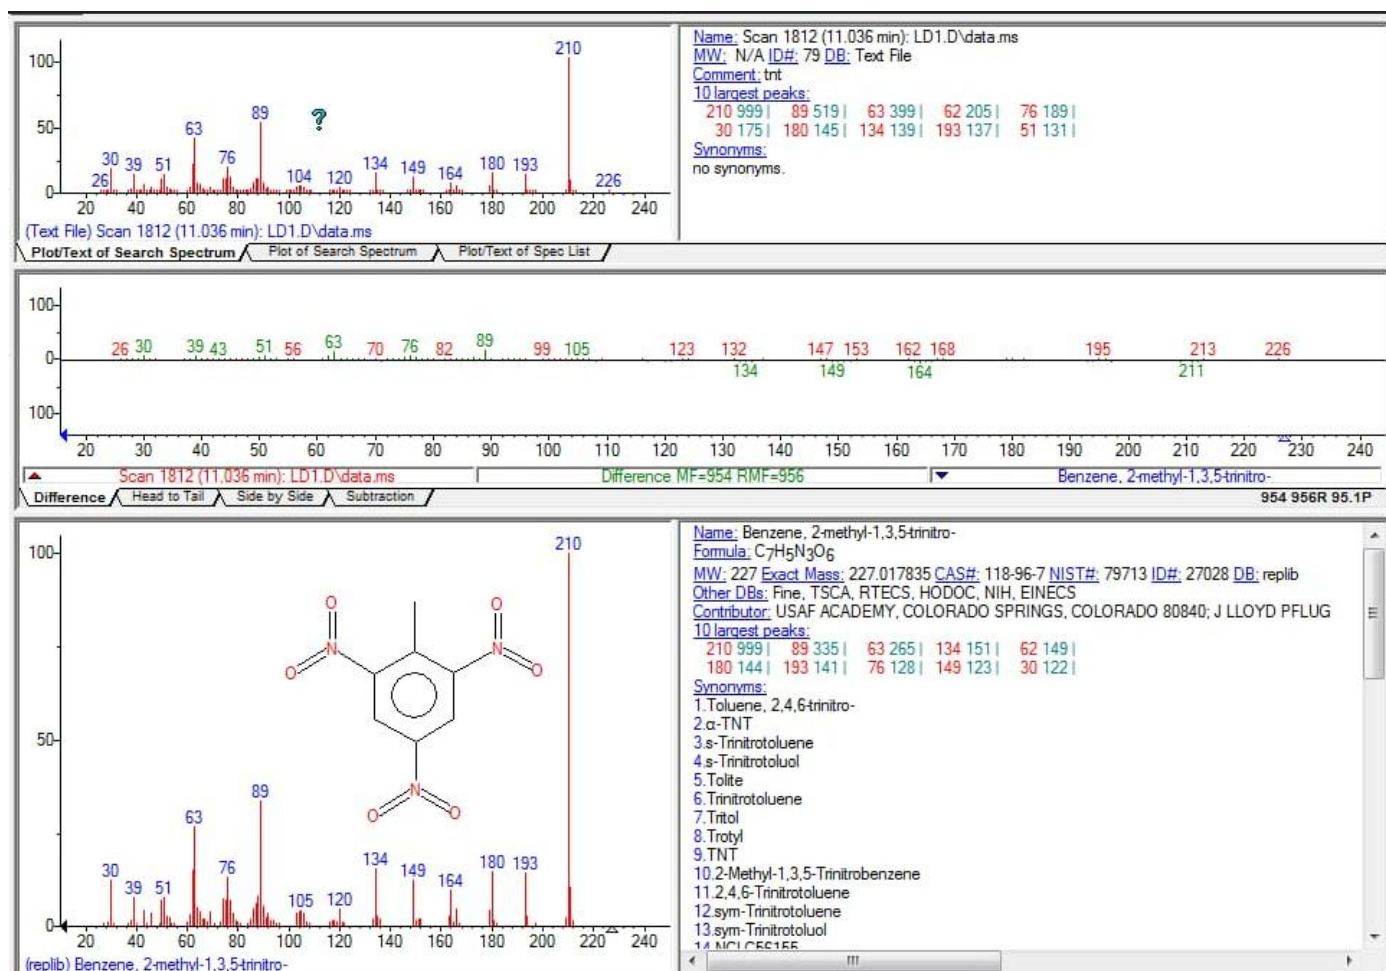 Name: Scan 1812 (11.036 min): LD1.D\data.ms
MW: N/A ID#: 79 DB: Text File
Comment: tnt
10 largest peaks:
210 999 | 89 519 | 63 399 | 62 205 | 76 189 |
30 175 | 180 145 | 134 139 | 193 137 | 51 131 |
Synonyms:
no synonyms.
100
50
0
210
89
?
63
30 39 51 76 134 149 164 180 193
26 104 120 226
20 40 60 80 100 120 140 160 180 200 220 240
(Text File) Scan 1812 (11.036 min): LD1.D\data.ms
Plot/Text of Search Spectrum Plot of Search Spectrum Plot/Text of Spec List
100
0
100
26 30 39 43 51 56 63 70 76 82 89 99 105 123 132 147 153 162 168 195 213 226
134 149 164 211
20 30 40 50 60 70 80 90 100 110 120 130 140 150 160 170 180 190 200 210 220 230 240
Scan 1812 (11.036 min): LD1.D\data.ms Difference MF=954 RMF=956 Benzene, 2-methyl-1,3,5-trinitro-
Difference Head to Tail Side by Side Subtraction 954 956R 95.1P
100
50
0
210
O O
O N N O
N
O O
89
63
30 39 51 76 105 120 134 149 164 180 193
20 40 60 80 100 120 140 160 180 200 220 240
(replib) Benzene, 2-methyl-1,3,5-trinitro-
Name: Benzene, 2-methyl-1,3,5-trinitro-
Formula: C7H5N3O6
MW: 227 Exact Mass: 227.017835 CAS#: 118-96-7 NIST#: 79713 ID#: 27028 DB: replib
Other DBs: Fine, TSCA, RTECS, HODOC, NIH, EINECS
Contributor: USAF ACADEMY, COLORADO SPRINGS, COLORADO 80840; J LLOYD PFLUG
10 largest peaks:
210 999 | 89 335 | 63 265 | 134 151 | 62 149 |
180 144 | 193 141 | 76 128 | 149 123 | 30 122 |
Synonyms:
1.Toluene, 2,4,6-trinitro-
2.α-TNT
3.s-Trinitrotoluene
4.s-Trinitrotoluol
5.Tolite
6.Trinitrotoluene
7.Tritol
8.Trotyl
9.TNT
10.2-Methyl-1,3,5-Trinitrobenzene
11.2,4,6-Trinitrotoluene
12.sym-Trinitrotoluene
13.sym-Trinitrotoluol